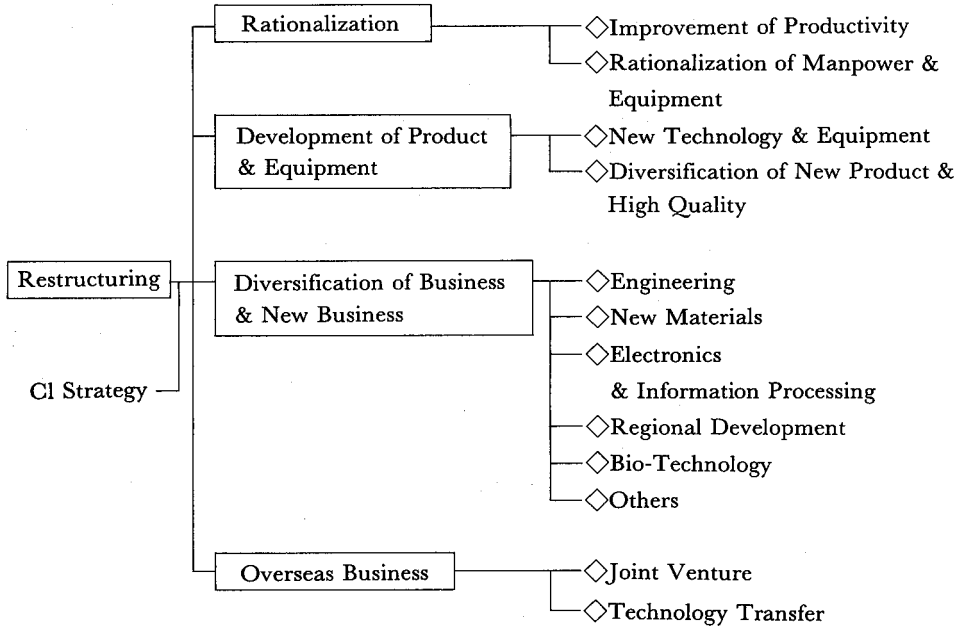 Rationalization
Improvement of Productivity
Rationalization of Manpower &
Equipment
Development of Product
& Equipment
New Technology & Equipment
Diversification of New Product &
High Quality
Restructuring
Cl Strategy
Diversification of Business
& New Business
Engineering
New Materials
Electronics
& Information Processing
Regional Development
Bio-Technology
Others
Overseas Business
Joint Venture
Technology Transfer